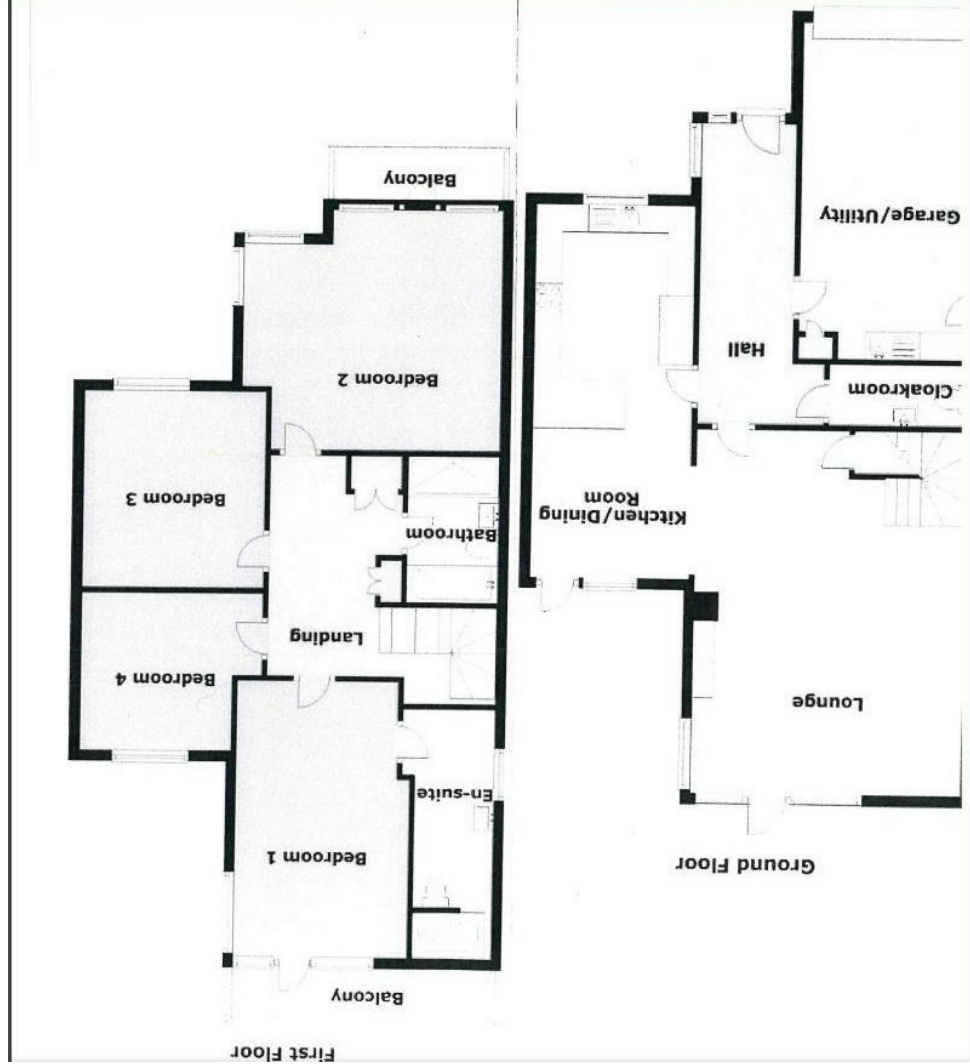 Ground Floor
Lounge
Kitchen/Dining
Room
Cloakroom
Hall
Garage/Utility
First Floor
Balcony
Bedroom 1
En-suite
Bedroom 4
Landing
Bathroom
Bedroom 3
Bedroom 2
Balcony